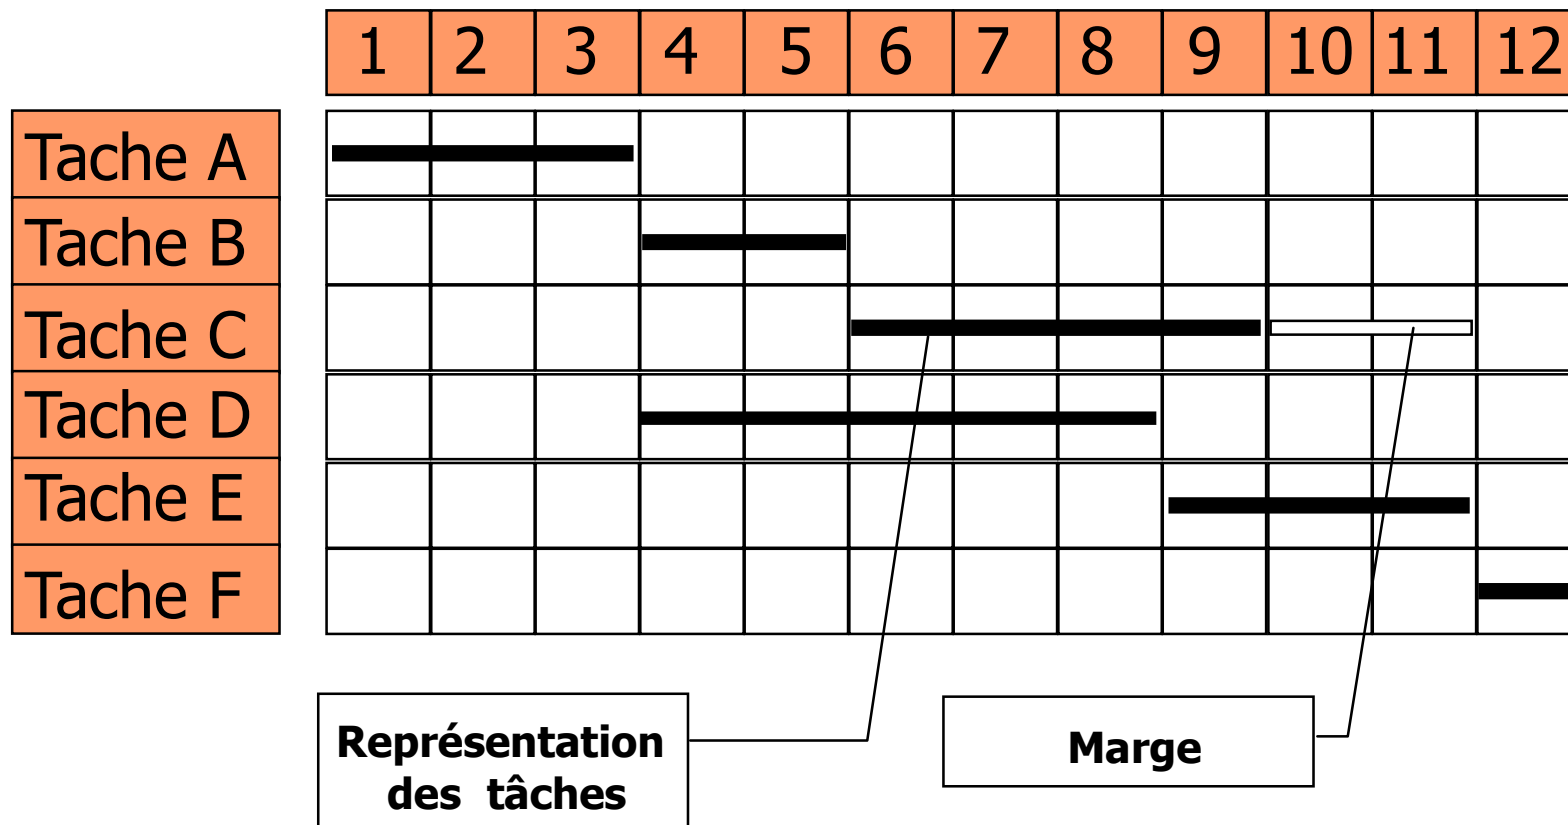 1 2 3 4 5 6 7 8 9 10 11 12
Tache A
Tache B
Tache C
Tache D
Tache E
Tache F
Représentation
des tâches
Marge